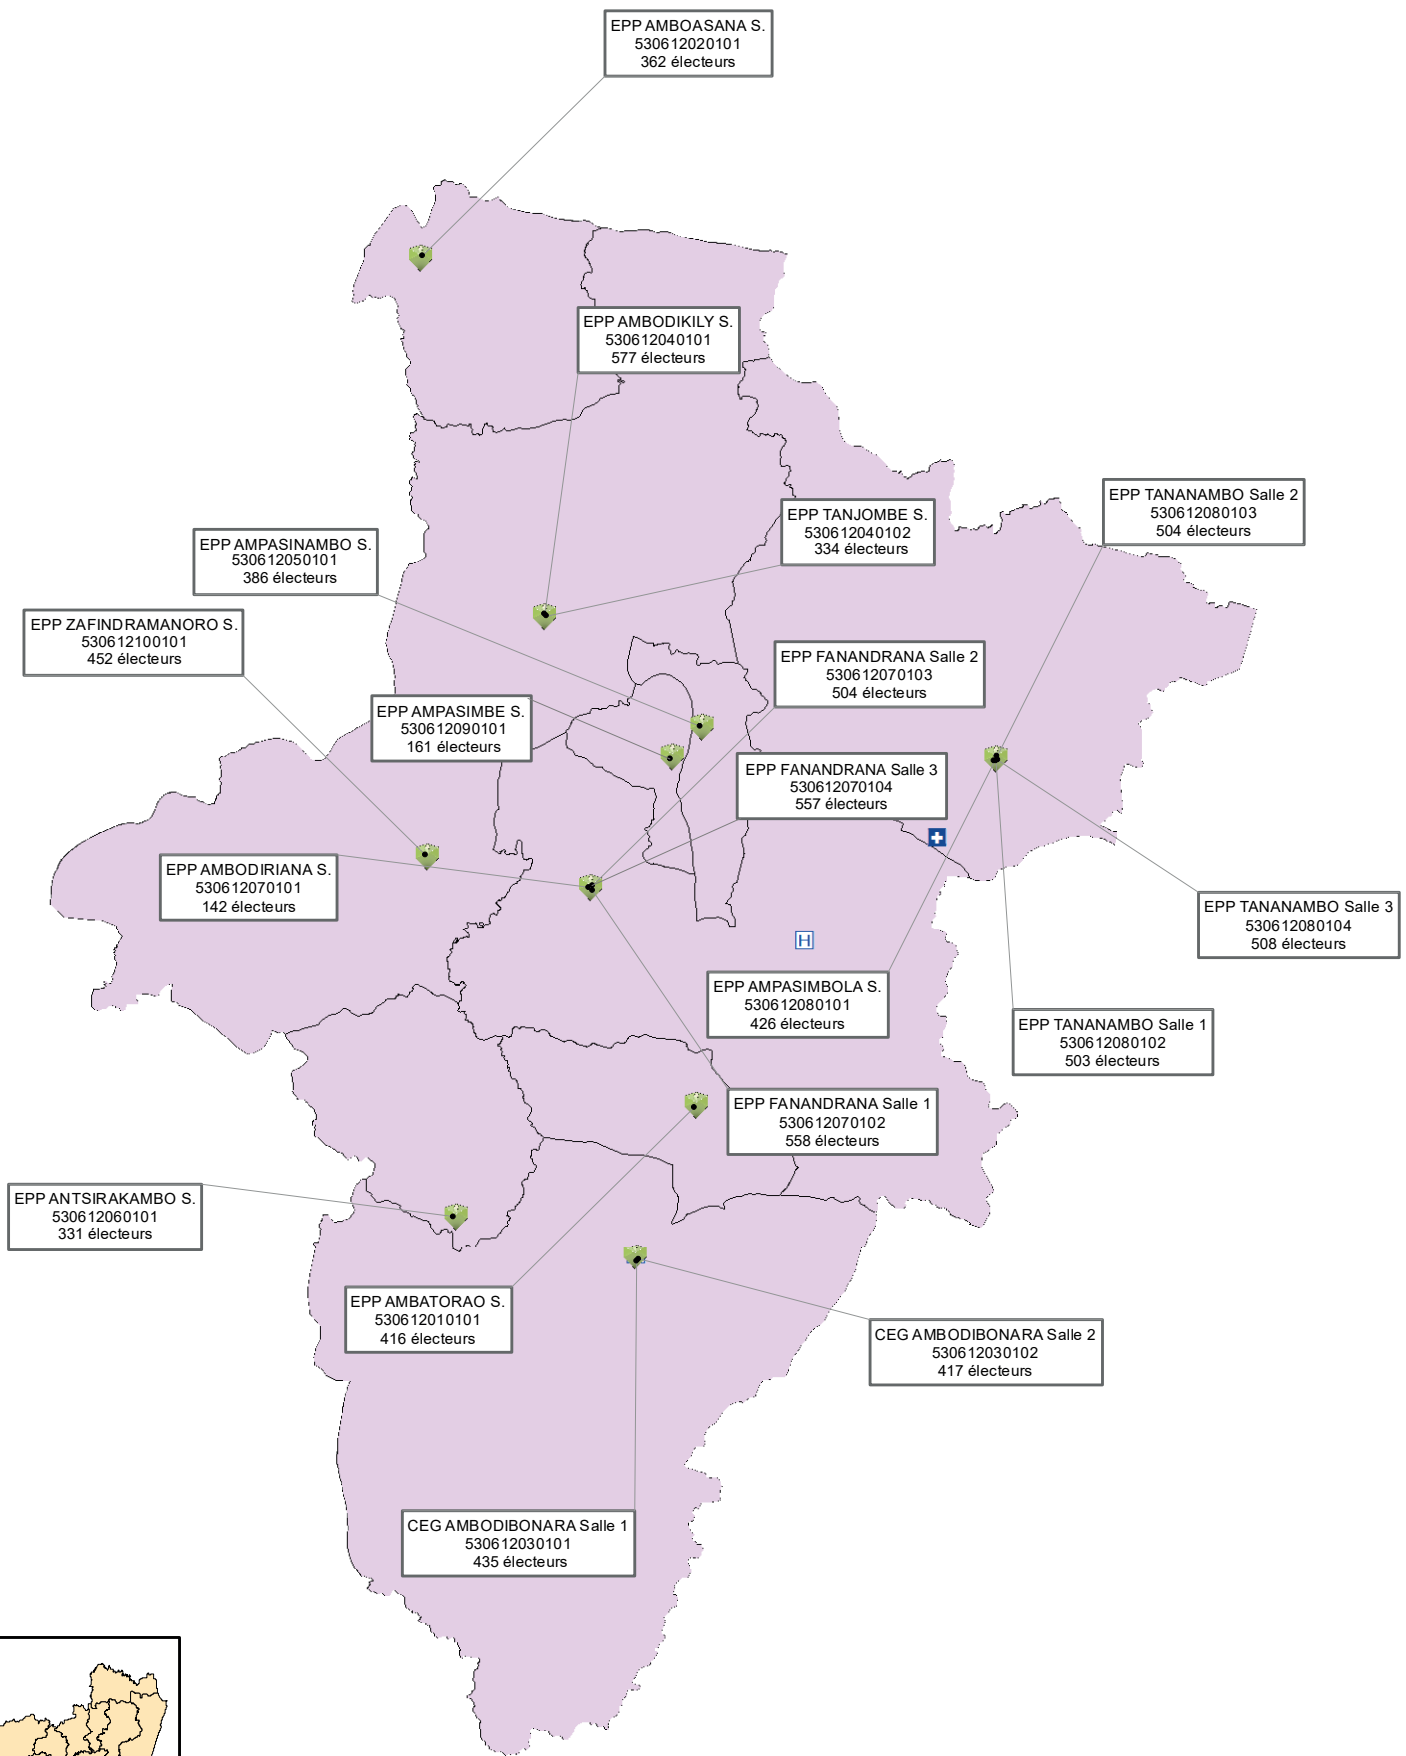 EPP AMBOASANA S.
530612020101
362 électeurs
EPP AMBODIKILY S.
530612040101
577 électeurs
EPP TANANAMBO Salle 2
530612080103
504 électeurs
EPP TANJOMBE S.
530612040102
334 électeurs
EPP AMPASINAMBO S.
530612050101
386 électeurs
EPP ZAFINDRAMANORO S.
530612100101
452 électeurs
EPP FANANDRANA Salle 2
530612070103
504 électeurs
EPP AMPASIMBE S.
530612090101
161 électeurs
EPP FANANDRANA Salle 3
530612070104
557 électeurs
EPP AMBODIRIANA S.
530612070101
142 électeurs
EPP TANANAMBO Salle 3
530612080104
508 électeurs
H
EPP AMPASIMBOLA S.
530612080101
426 électeurs
EPP TANANAMBO Salle 1
530612080102
503 électeurs
EPP FANANDRANA Salle 1
530612070102
558 électeurs
EPP ANTSIRAKAMBO S.
530612060101
331 électeurs
EPP AMBATORAO S.
530612010101
416 électeurs
CEG AMBODIBONARA Salle 2
530612030102
417 électeurs
CEG AMBODIBONARA Salle 1
530612030101
435 électeurs